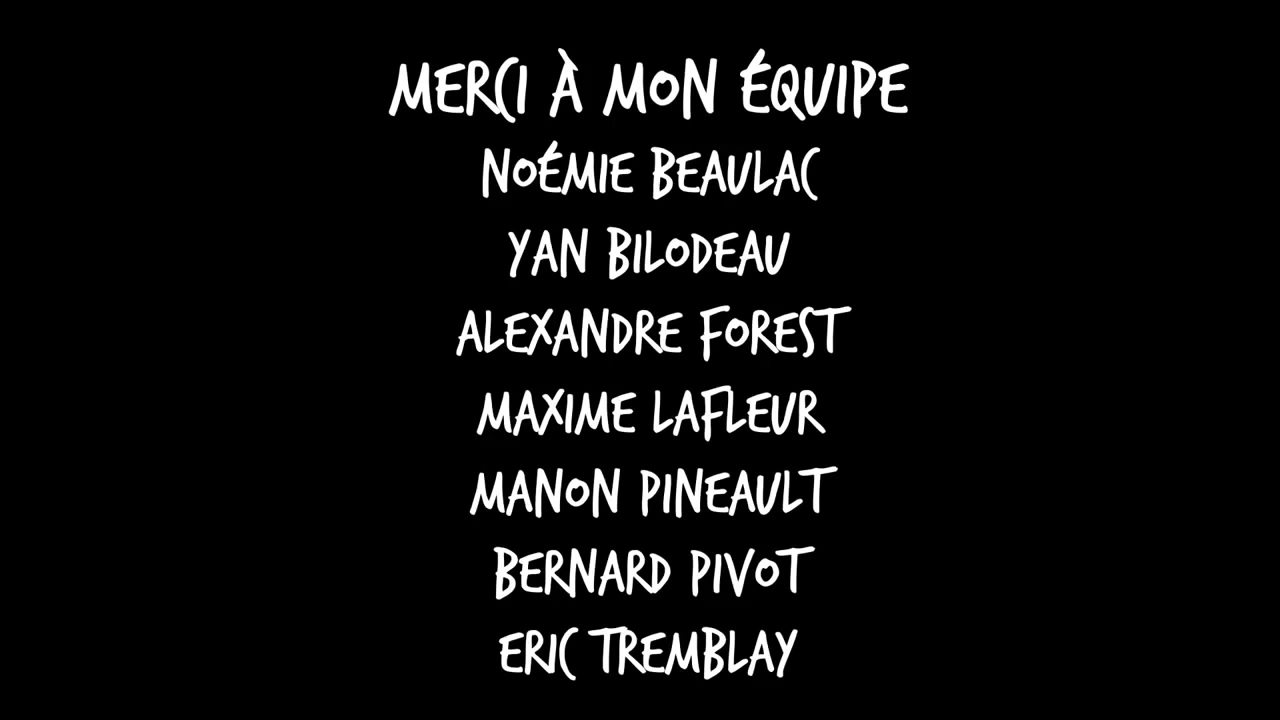 MERCI À MON ÉQUIPE
NOÉMIE BEAULAC
YAN BILODEAU
ALEXANDRE FOREST
MAXIME LAFLEUR
MANON PINEAULT
BERNARD PIVOT
ERIC TREMBLAY